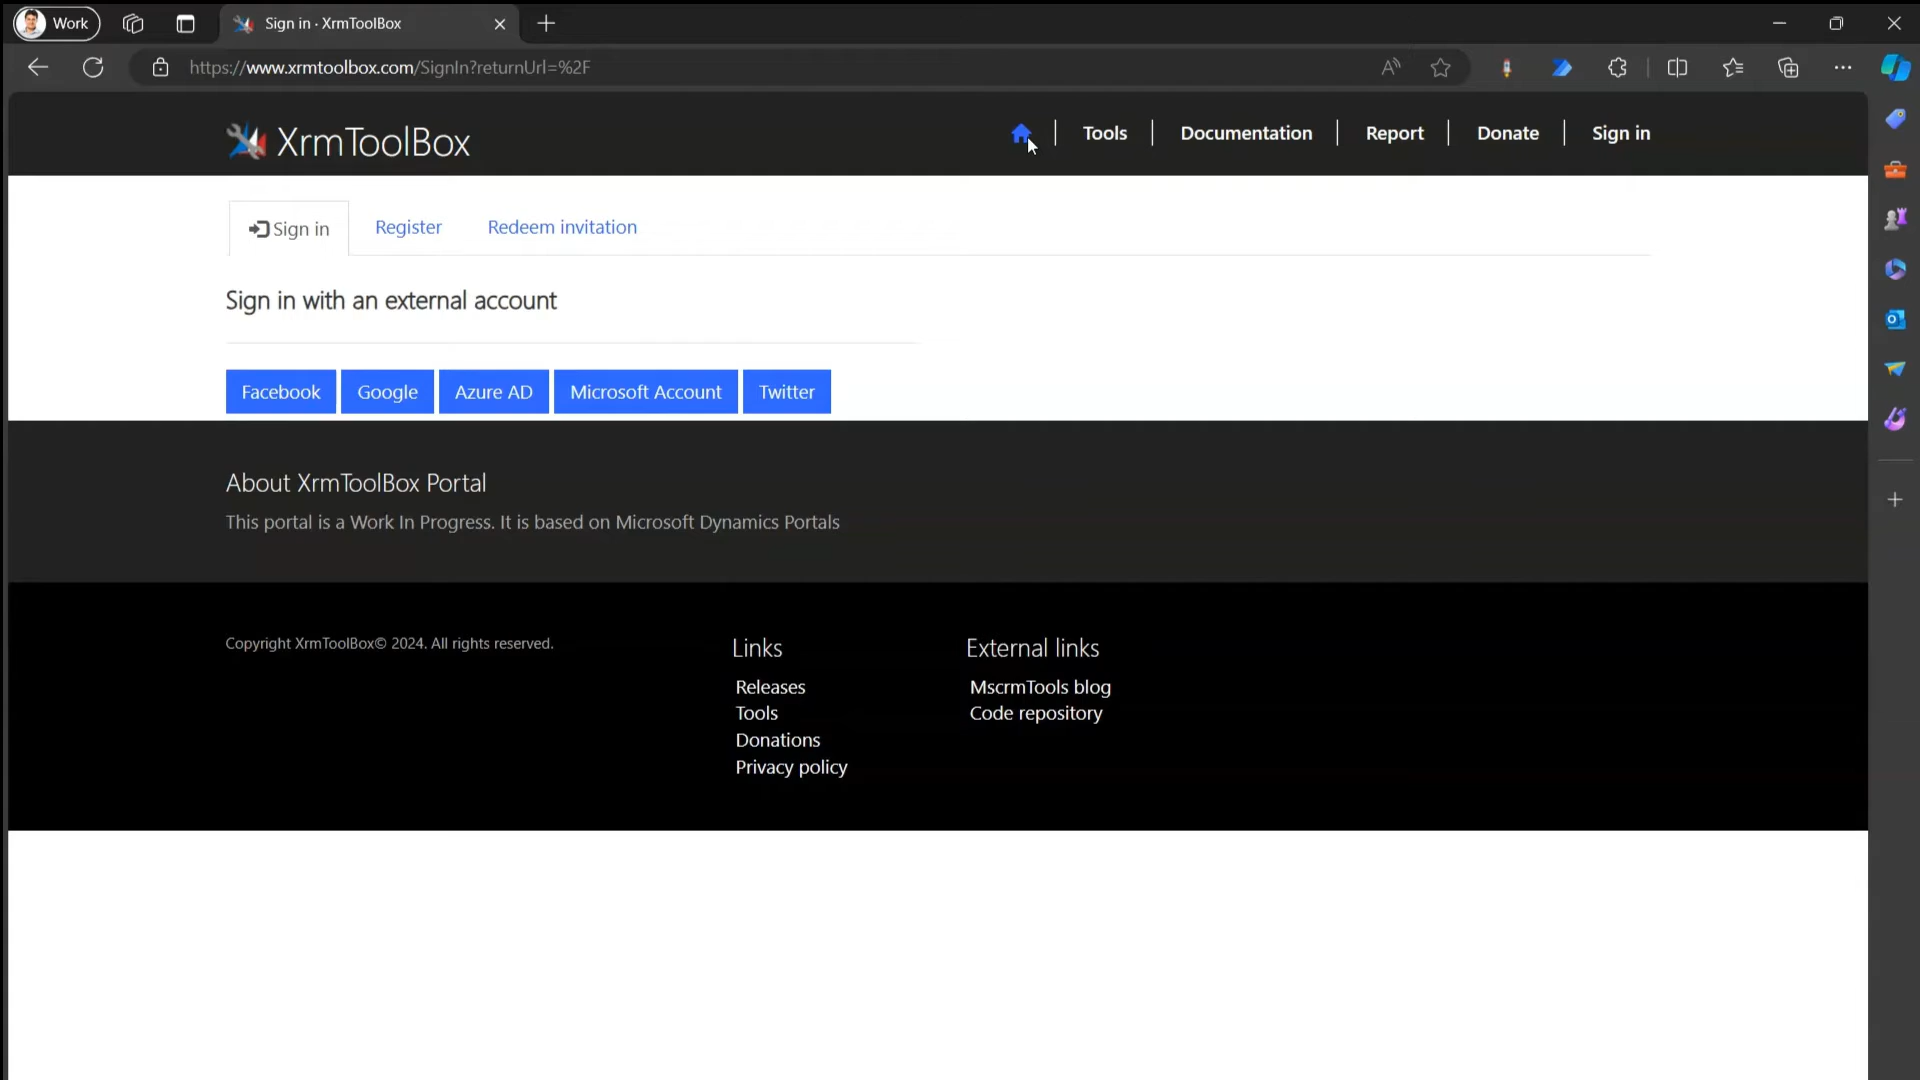 Work
Sign in · XrmToolBox
https://www.xrmtoolbox.com/SignIn?returnUrl=%2F
XrmToolBox
Tools
Documentation
Report
Donate
Sign in
Sign in
Register
Redeem invitation
Sign in with an external account
Facebook
Google
Azure AD
Microsoft Account
Twitter
About XrmToolBox Portal
This portal is a Work In Progress. It is based on Microsoft Dynamics Portals
Copyright XrmToolBox© 2024. All rights reserved.
Links
Releases
Tools
Donations
Privacy policy
External links
MscrmTools blog
Code repository